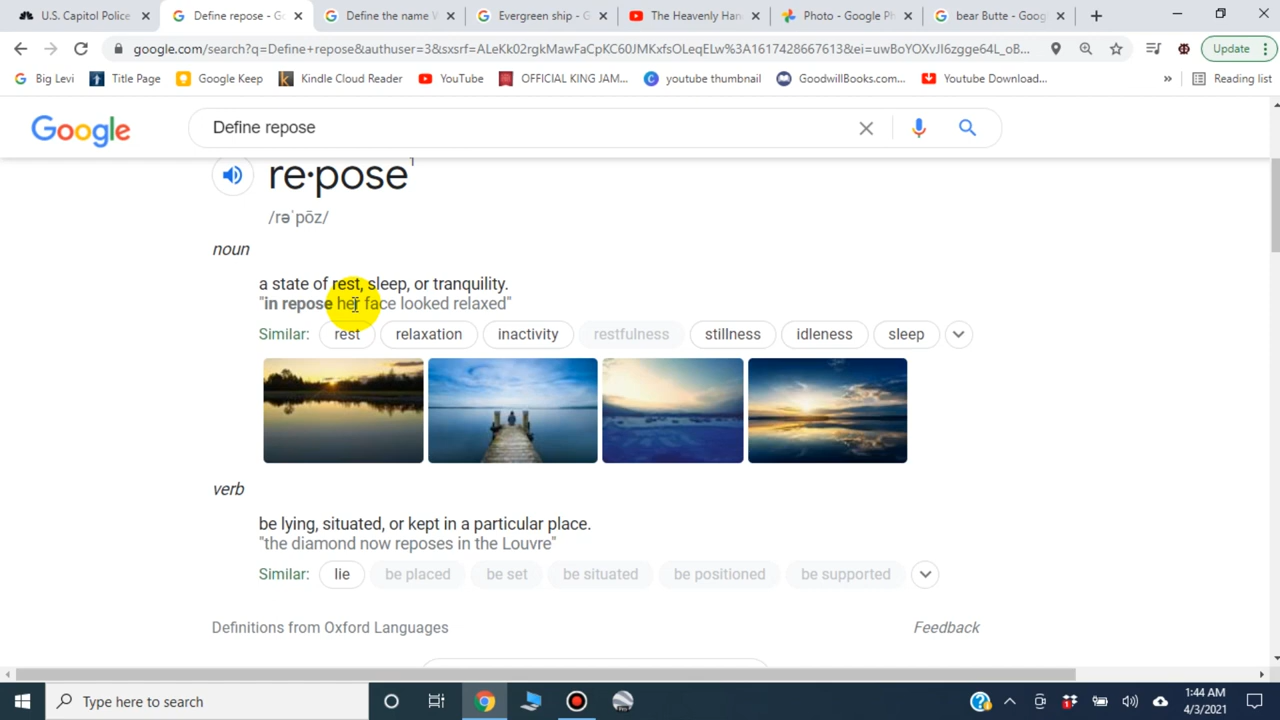 U.S. Capitol Police
Define repose - Go
Define the name W
Evergreen ship - G
The Heavenly Han
Photo - Google Ph
bear Butte - Goog
google.com/search?q=Define+repose&authuser=3&sxsrf=ALeKk02rgkMawFaCpKC60JMKxfsOLeqELw%3A1617428667613&ei=uwBoYOXvJI6zgge64L_oB...
Update
Big Levi
Title Page
Google Keep
Kindle Cloud Reader
YouTube
OFFICIAL KING JAM...
youtube thumbnail
GoodwillBooks.com...
Youtube Download...
»
Reading list
Google
Define repose
re·pose¹
/rəˈpōz/
noun
a state of rest, sleep, or tranquility.
"in repose her face looked relaxed"
Similar: rest relaxation inactivity restfulness stillness idleness sleep
verb
be lying, situated, or kept in a particular place.
"the diamond now reposes in the Louvre"
Similar: lie be placed be set be situated be positioned be supported
Definitions from Oxford Languages
Feedback
Type here to search
1:44 AM
4/3/2021